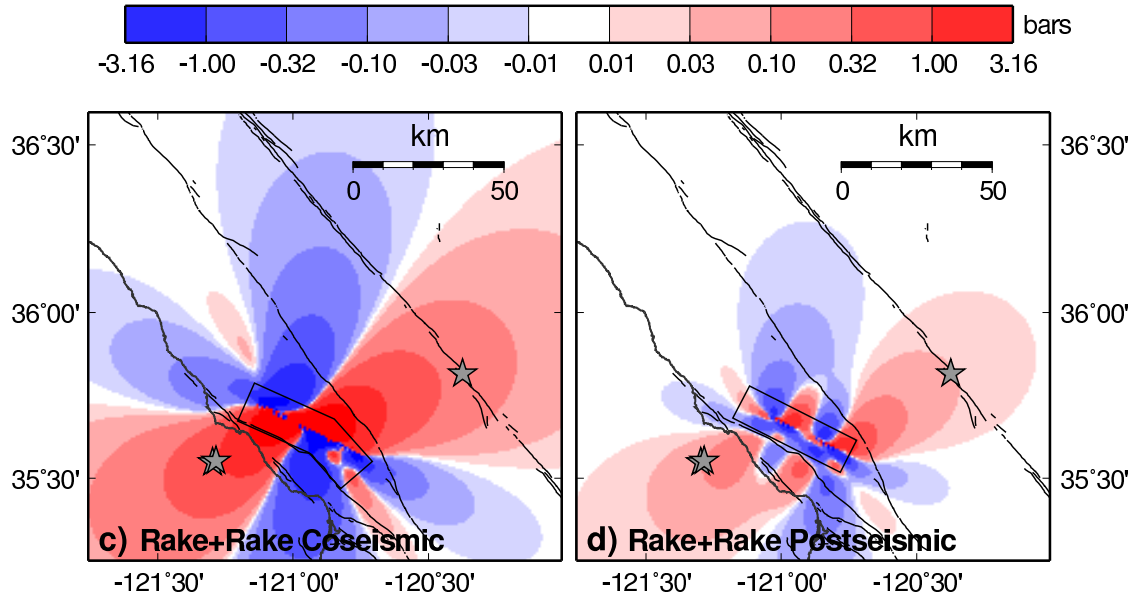 bars
-3.16 -1.00 -0.32 -0.10 -0.03 -0.01 0.01 0.03 0.10 0.32 1.00 3.16
36˚30' km km 36˚30'
0 50 0 50
36˚00' 36˚00'
35˚30' 35˚30'
c) Rake+Rake Coseismic d) Rake+Rake Postseismic
-121˚30' -121˚00' -120˚30' -121˚30' -121˚00' -120˚30'